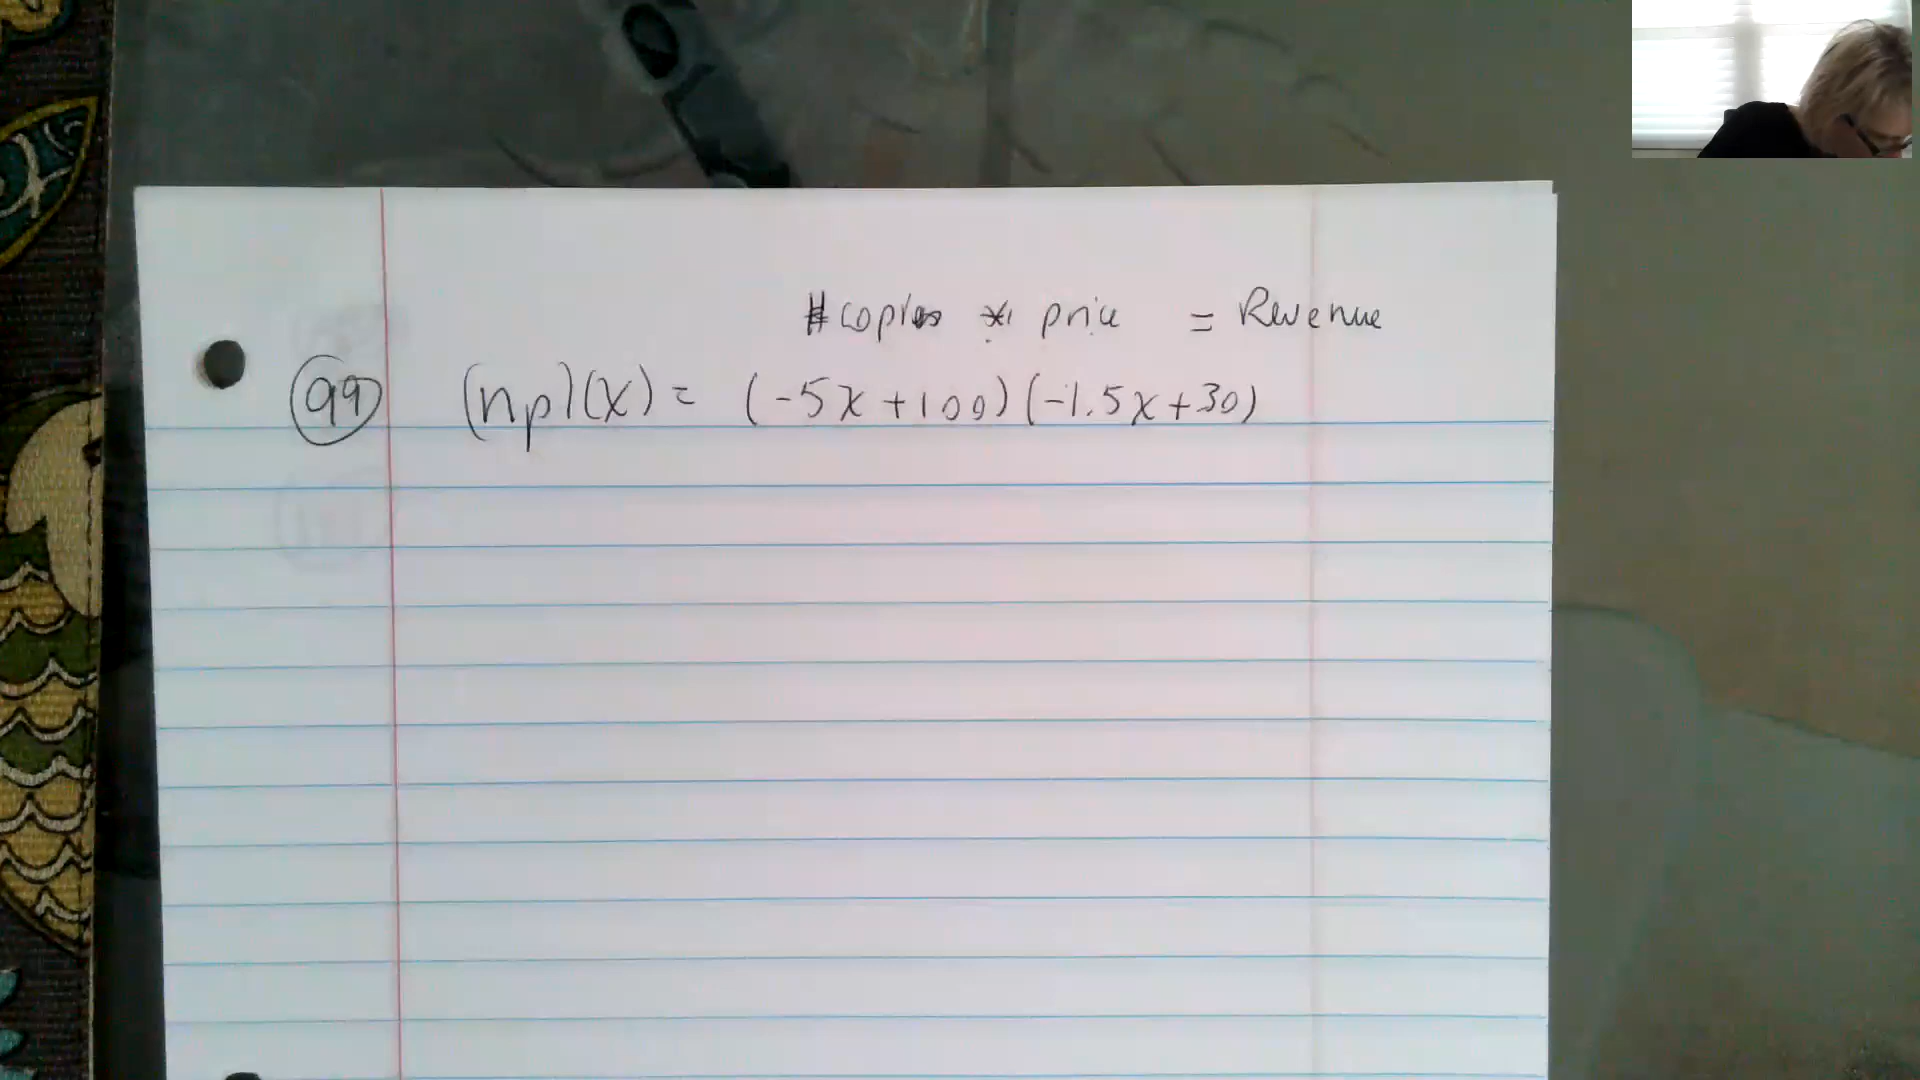 # copies * price = Revenue
99 (np)(x) = (-5x+100)(-1.5x+30)